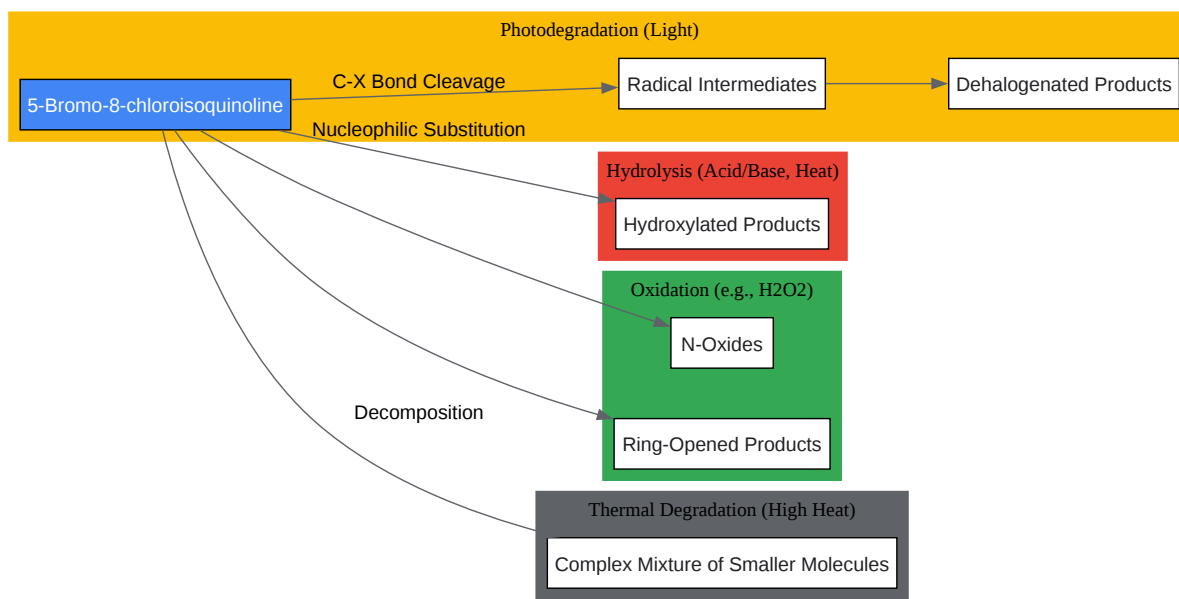 Photodegradation (Light)
5-Bromo-8-chloroisoquinoline
C-X Bond Cleavage
Radical Intermediates
Dehalogenated Products
Nucleophilic Substitution
Hydrolysis (Acid/Base, Heat)
Hydroxylated Products
Oxidation (e.g., H2O2)
N-Oxides
Decomposition
Ring-Opened Products
Thermal Degradation (High Heat)
Complex Mixture of Smaller Molecules